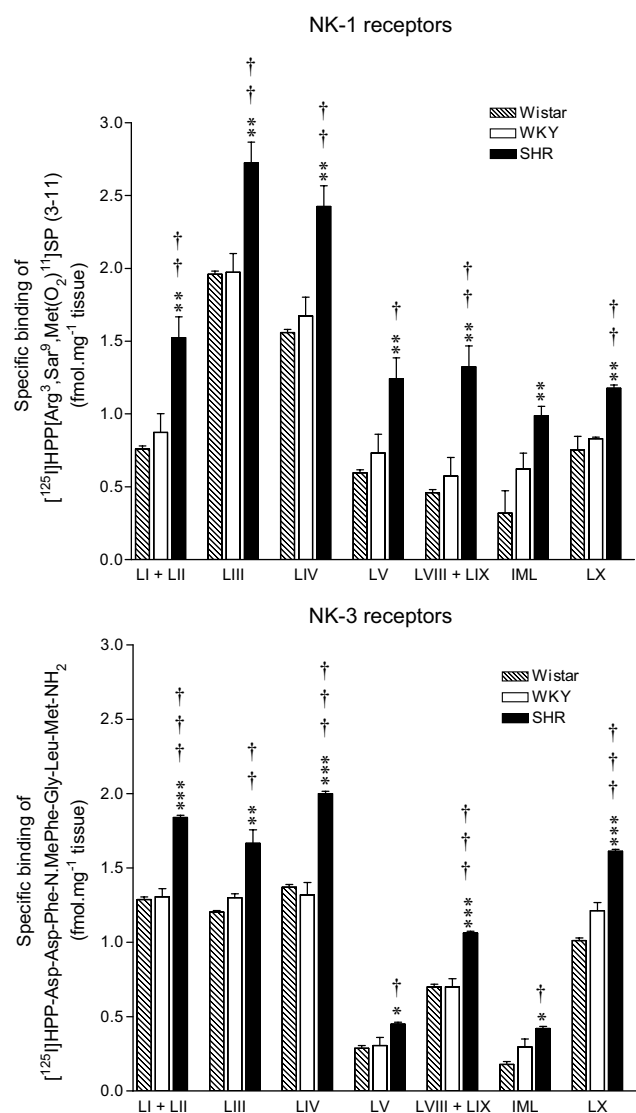 NK-1 receptors
Specific binding of
[¹²⁵I]HPP[Arg³,Sar⁹,Met(O₂)¹¹]SP (3-11)
(fmol.mg⁻¹ tissue)
3.0
2.5
2.0
1.5
1.0
0.5
0.0
Wistar
WKY
SHR
** † †
** † †
** † †
** †
** † †
**
** † †
LI + LII LIII LIV LV LVIII + LIX IML LX
NK-3 receptors
Specific binding of
[¹²⁵I]HPP-Asp-Asp-Phe-N.MePhe-Gly-Leu-Met-NH₂
(fmol.mg⁻¹ tissue)
3.0
2.5
2.0
1.5
1.0
0.5
0.0
Wistar
WKY
SHR
*** † † †
** † †
*** † † †
* †
*** † † †
* †
*** † † †
LI + LII LIII LIV LV LVIII + LIX IML LX